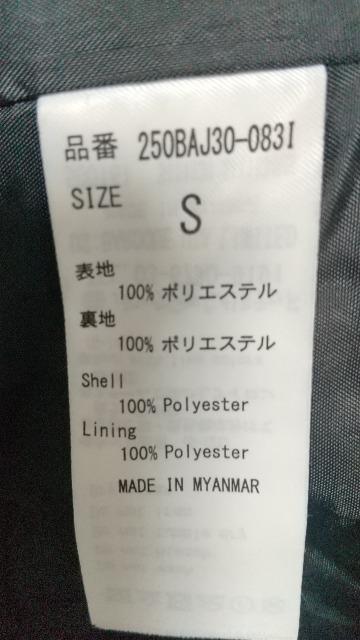 品番 250BAJ30-083I
SIZE
S
表地
100% ポリエステル
裏地
100% ポリエステル
Shell
100% Polyester
Lining
100% Polyester
MADE IN MYANMAR